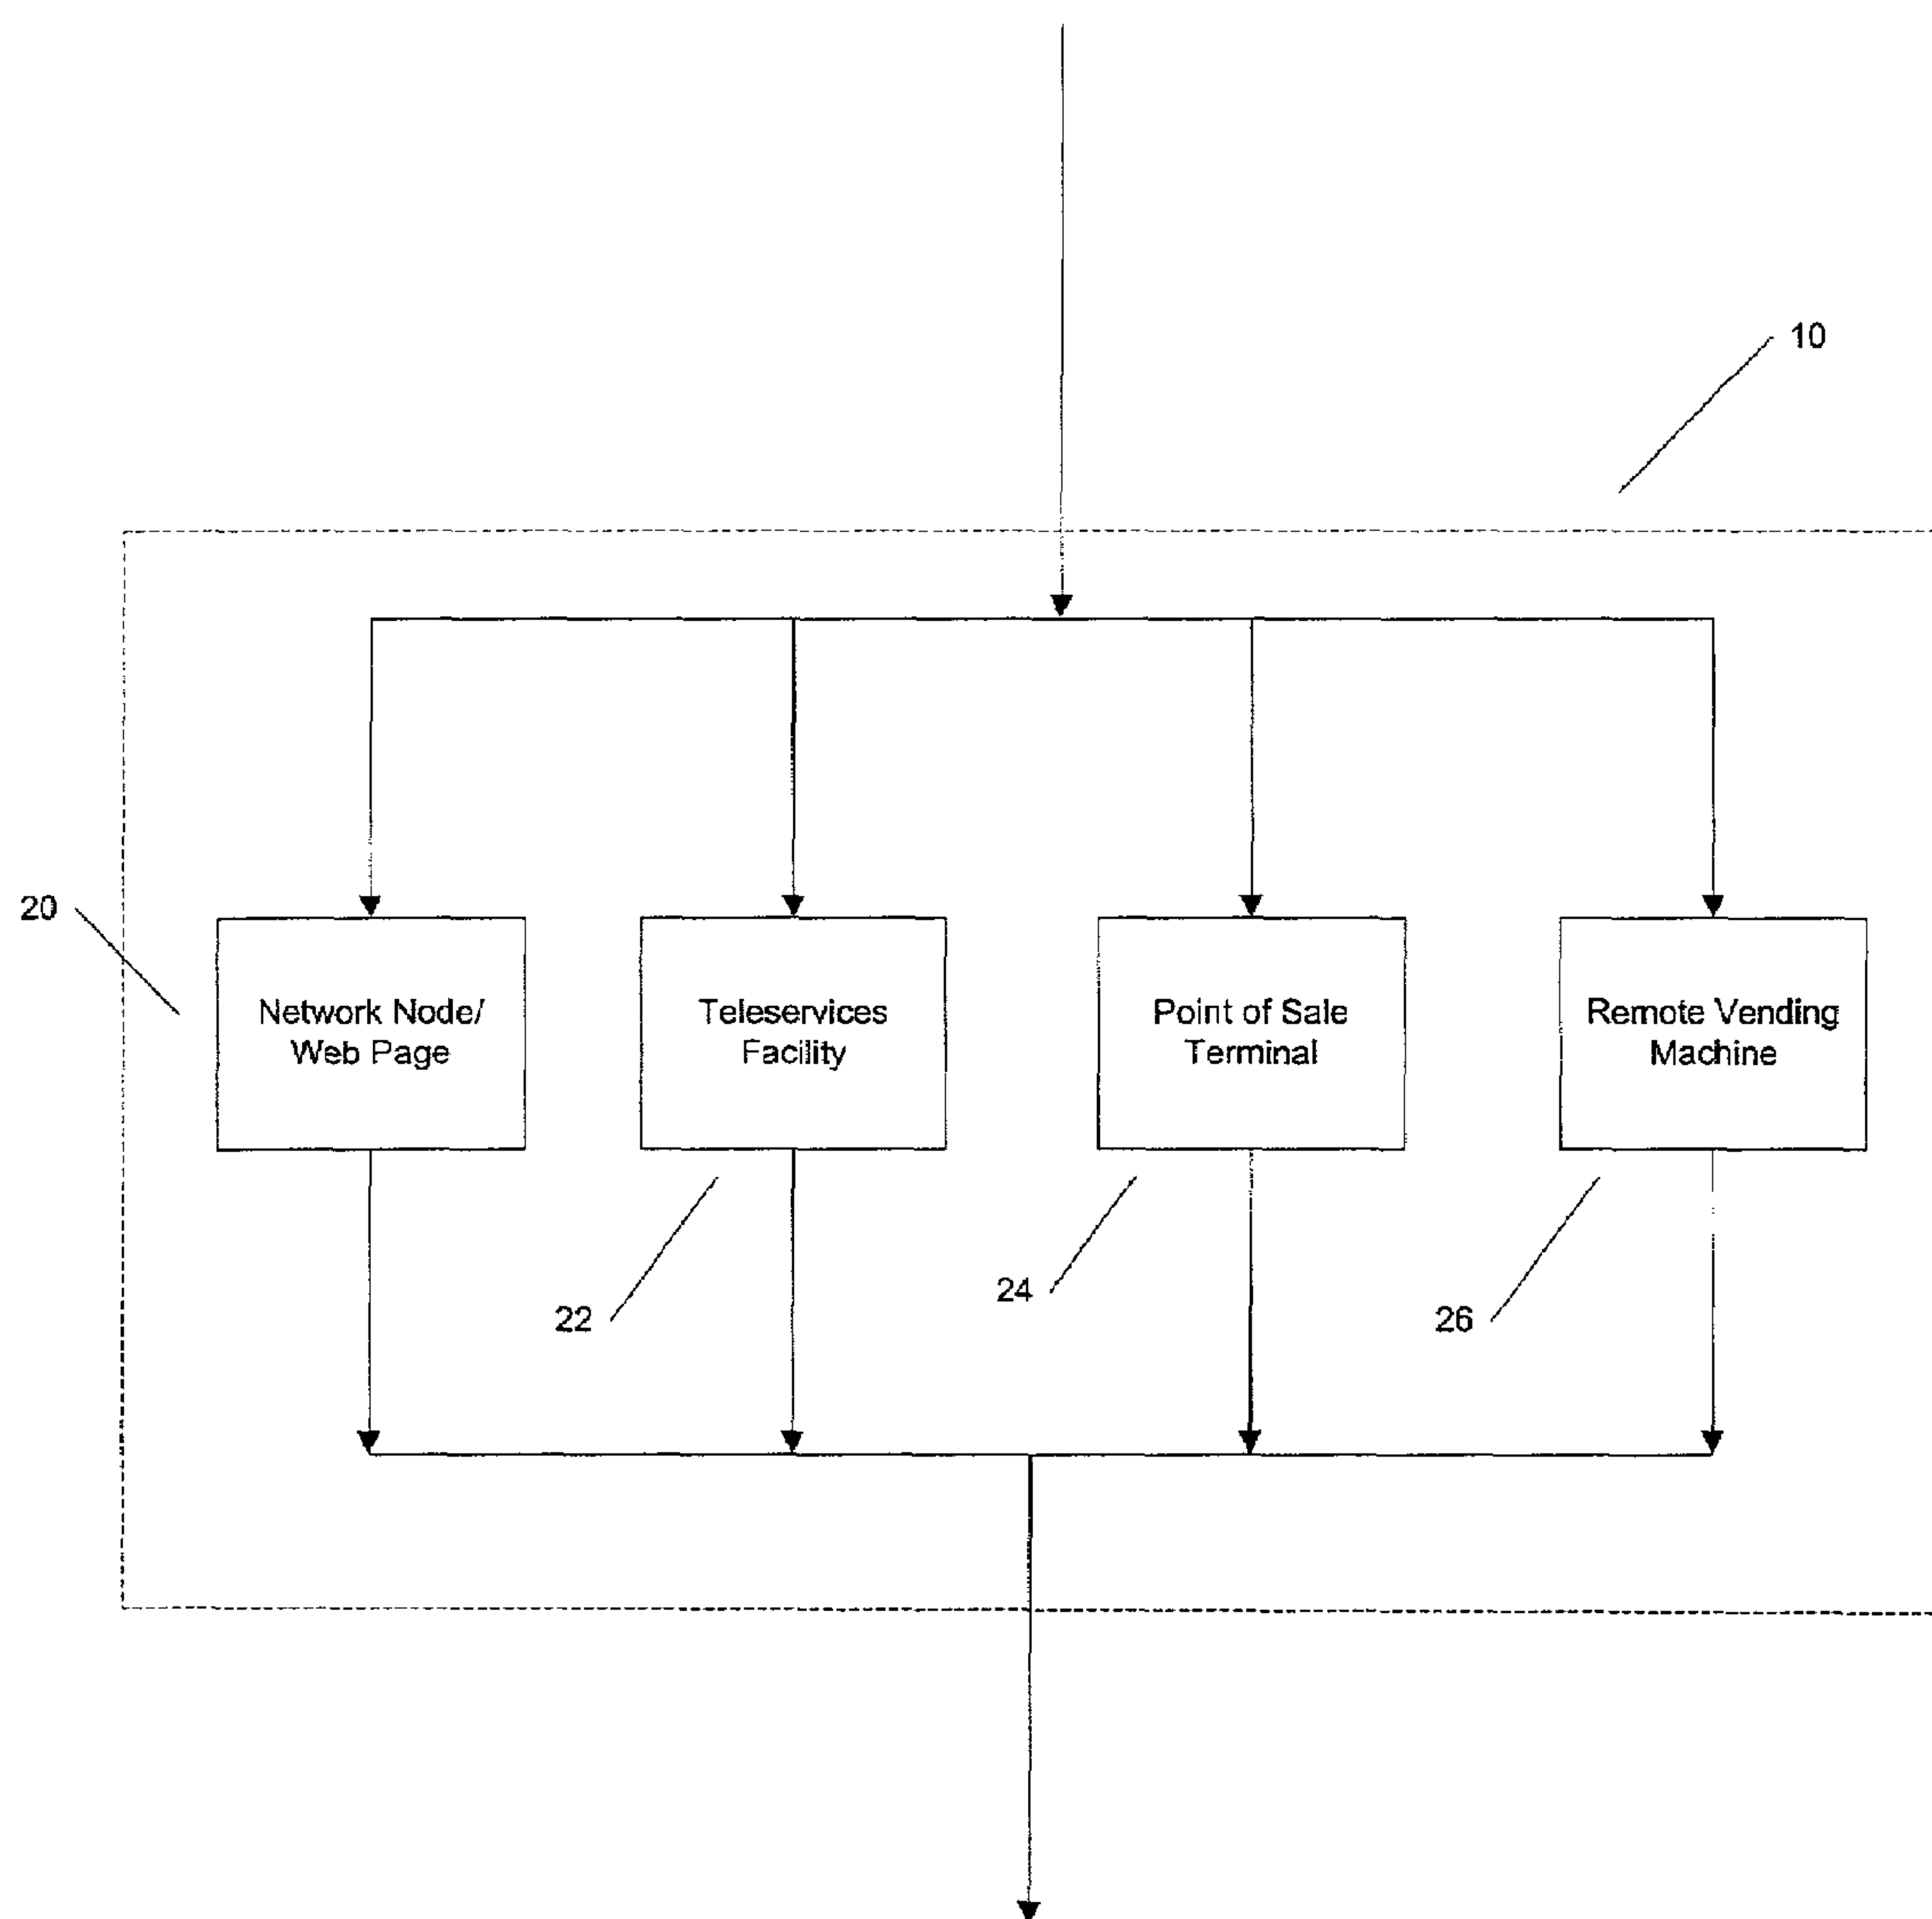 10
20
Network Node/
Web Page
Teleservices
Facility
Point of Sale
Terminal
Remote Vending
Machine
22
24
26